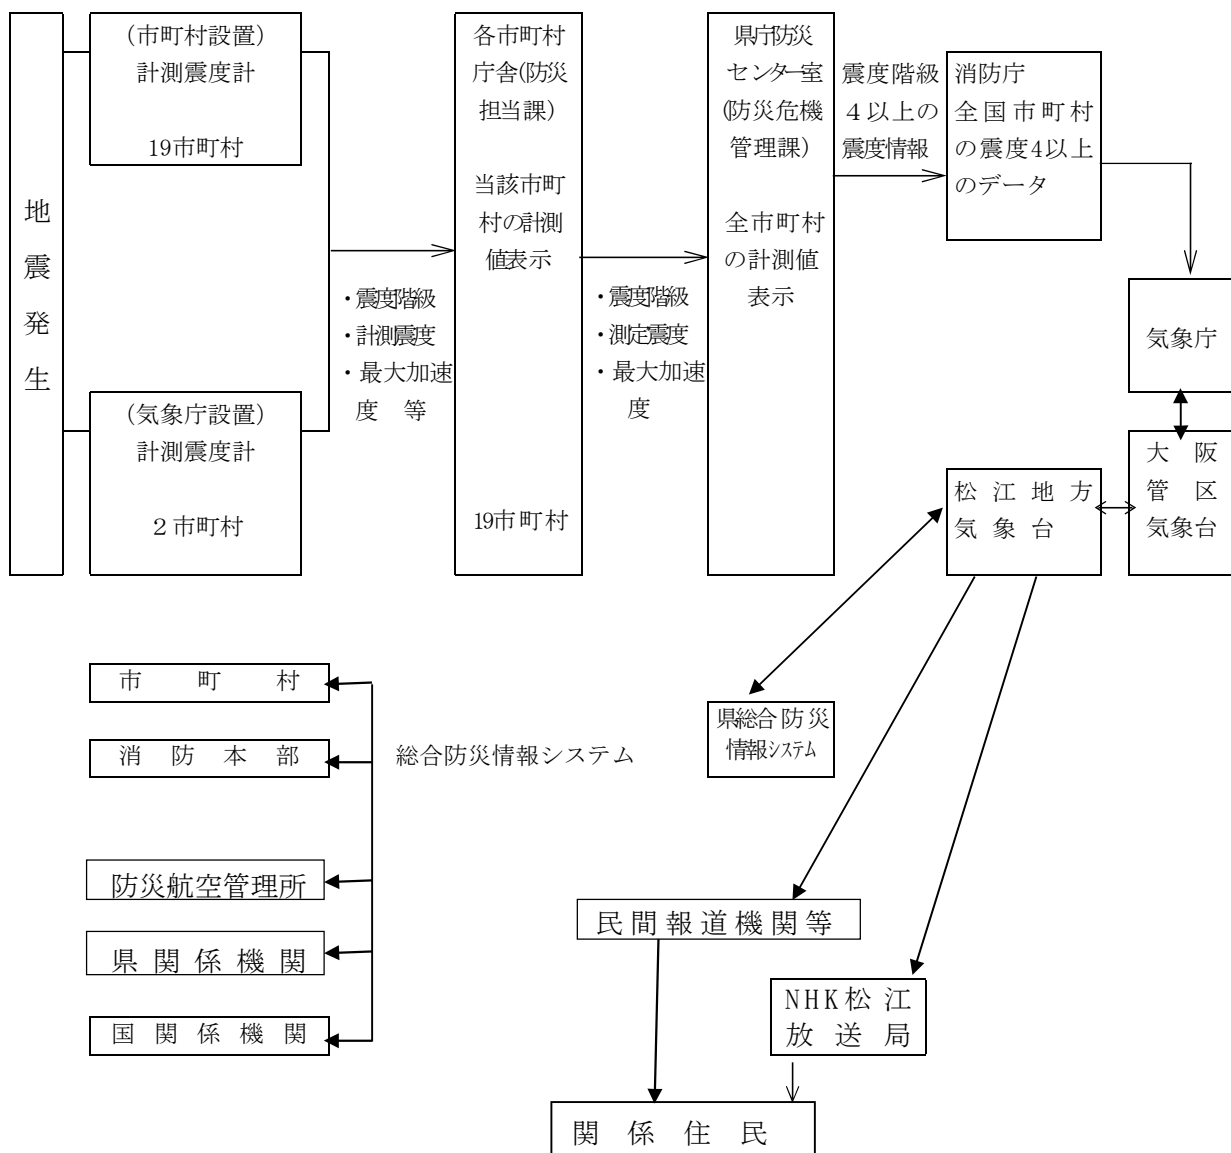 地
震
発
生
(市町村設置)
計測震度計
19市町村
(気象庁設置)
計測震度計
２市町村
・震度階級
・計測震度
・最大加速
度　等
各市町村
庁舎(防災
担当課)
当該市町
村の計測
値表示
19市町村
・震度階級
・測定震度
・最大加速
度
県庁防災
センター室
(防災危機
管理課)
全市町村
の計測値
表示
震度階級
４以上の
震度情報
消防庁
全国市町村
の震度4以上
のデータ
気象庁
大阪
管区
気象台
松江地方
気象台
県総合防災
情報システム
市町村
消防本部
防災航空管理所
県関係機関
国関係機関
総合防災情報システム
民間報道機関等
NHK松江
放送局
関係住民